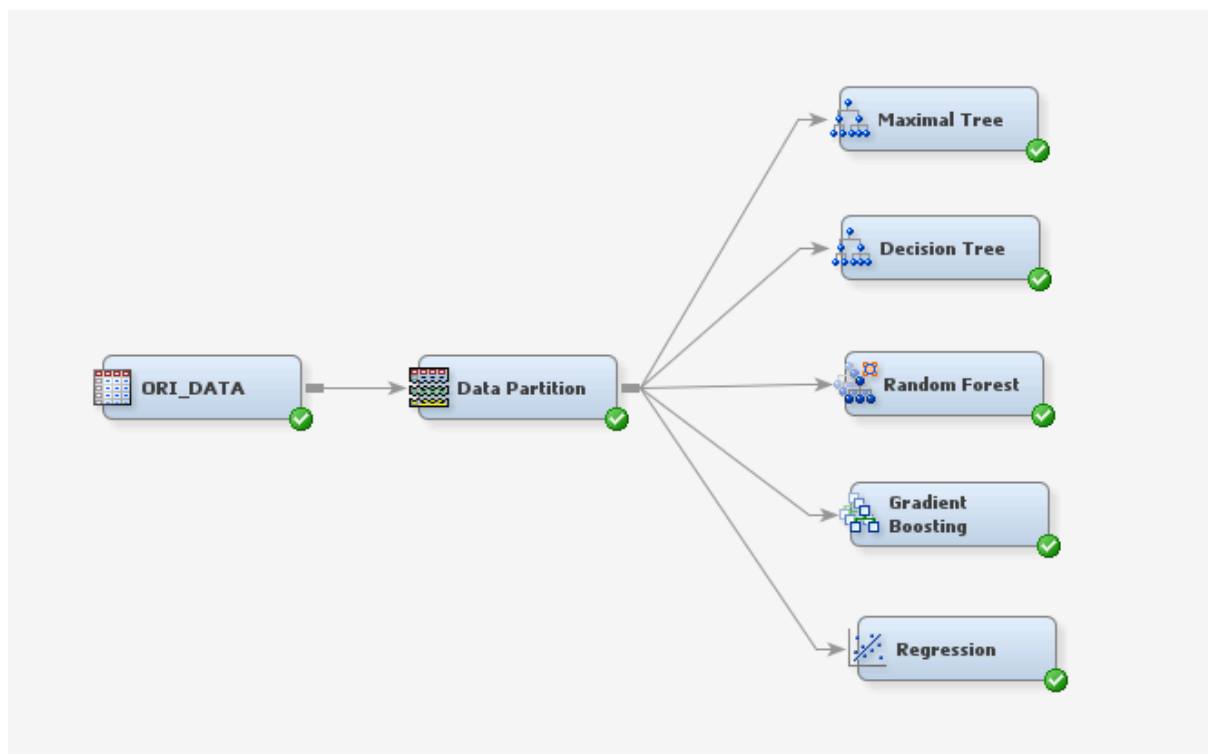 Maximal Tree
Decision Tree
ORI_DATA
Data Partition
Random Forest
Gradient
Boosting
Regression